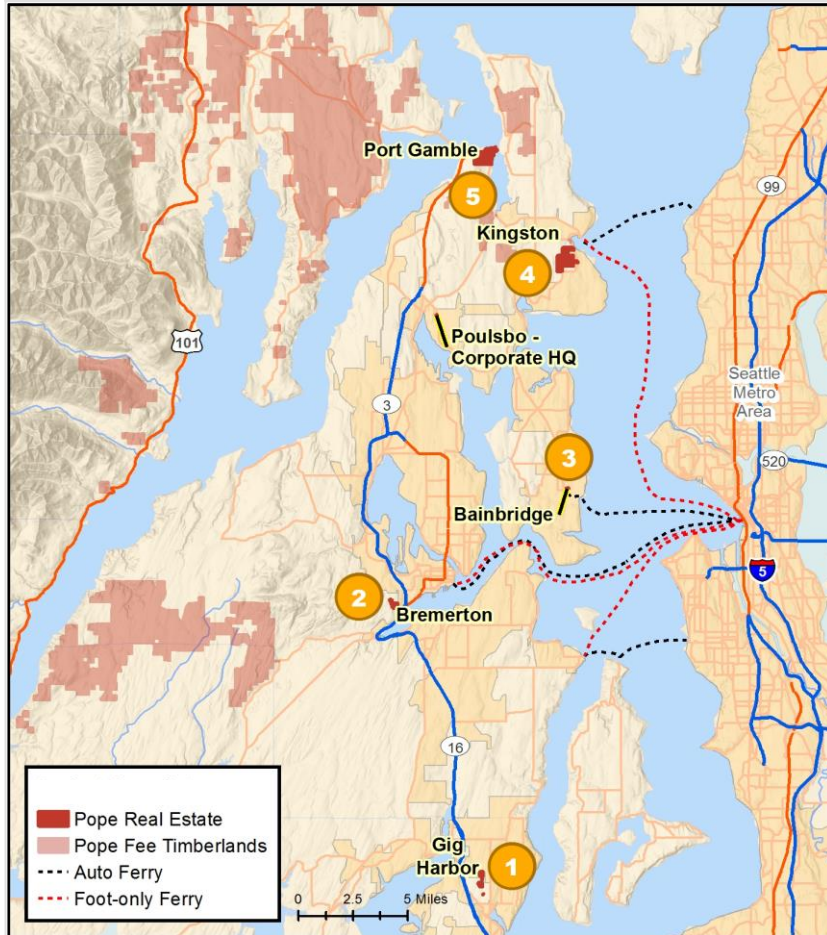 Port Gamble
5
Kingston
4
99
101
Poulsbo -
Corporate HQ
Seattle
Metro
Area
3
3
520
Bainbridge
5
2
Bremerton
16
Gig
Harbor
1
Pope Real Estate
Pope Fee Timberlands
Auto Ferry
Foot-only Ferry
0 2.5 5 Miles